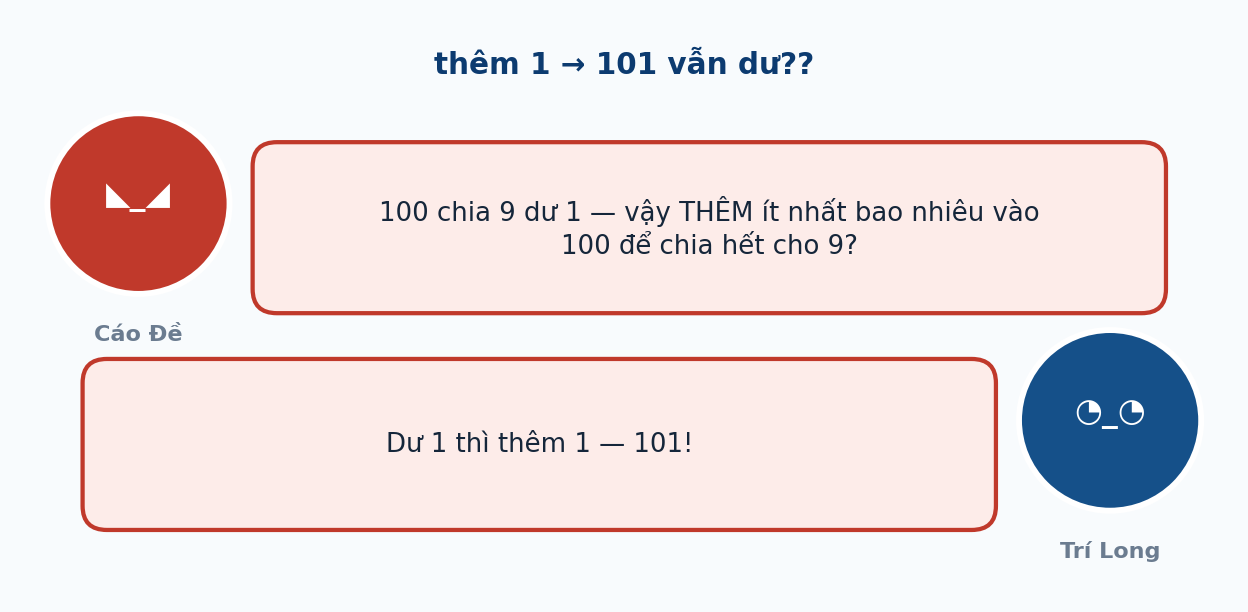 thêm 1 → 101 vẫn dư??
100 chia 9 dư 1 — vậy THÊM ít nhất bao nhiêu vào
100 để chia hết cho 9?
Cáo Đề
Dư 1 thì thêm 1 — 101!
◔_◔
Trí Long